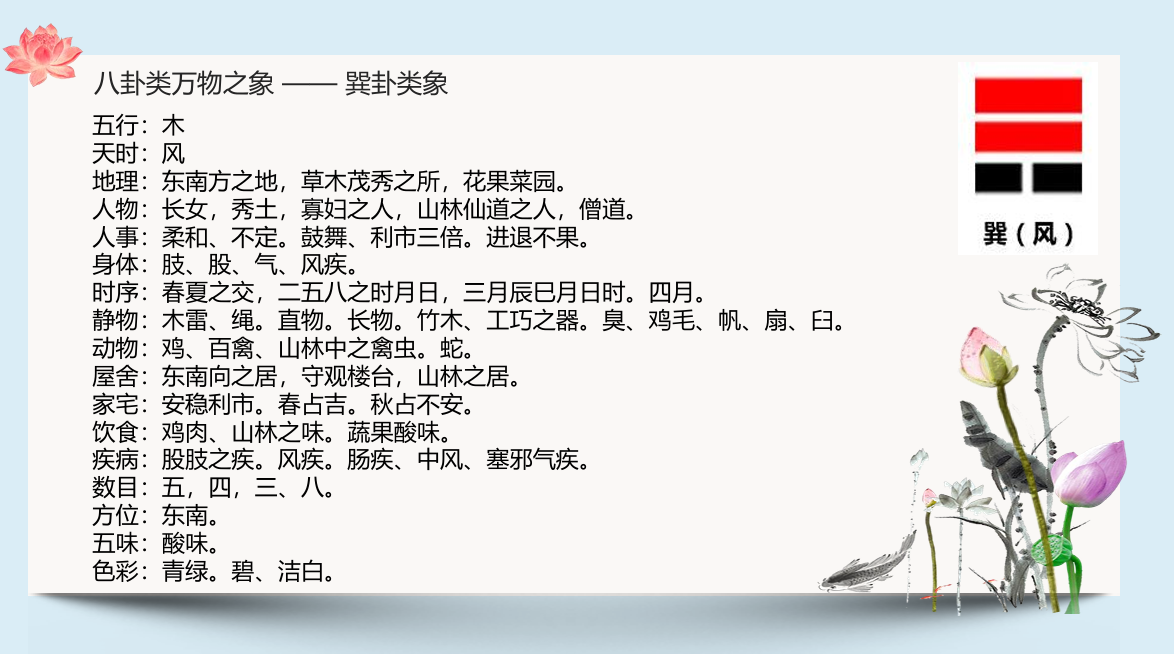 八卦类万物之象 —— 巽卦类象
五行：木
天时：风
地理：东南方之地，草木茂秀之所，花果菜园。
人物：长女，秀士，寡妇之人，山林仙道之人，僧道。
人事：柔和、不定。鼓舞、利市三倍。进退不果。
身体：肢、股、气、风疾。
时序：春夏之交，二五八之时月日，三月辰巳月日时。四月。
静物：木雷、绳。直物。长物。竹木、工巧之器。臭、鸡毛、帆、扇、臼。
动物：鸡、百禽、山林中之禽虫。蛇。
屋舍：东南向之居，守观楼台，山林之居。
家宅：安稳利市。春占吉。秋占不安。
饮食：鸡肉、山林之味。蔬果酸味。
疾病：股肢之疾。风疾。肠疾、中风、塞邪气疾。
数目：五，四，三、八。
方位：东南。
五味：酸味。
色彩：青绿。碧、洁白。
巽（风）